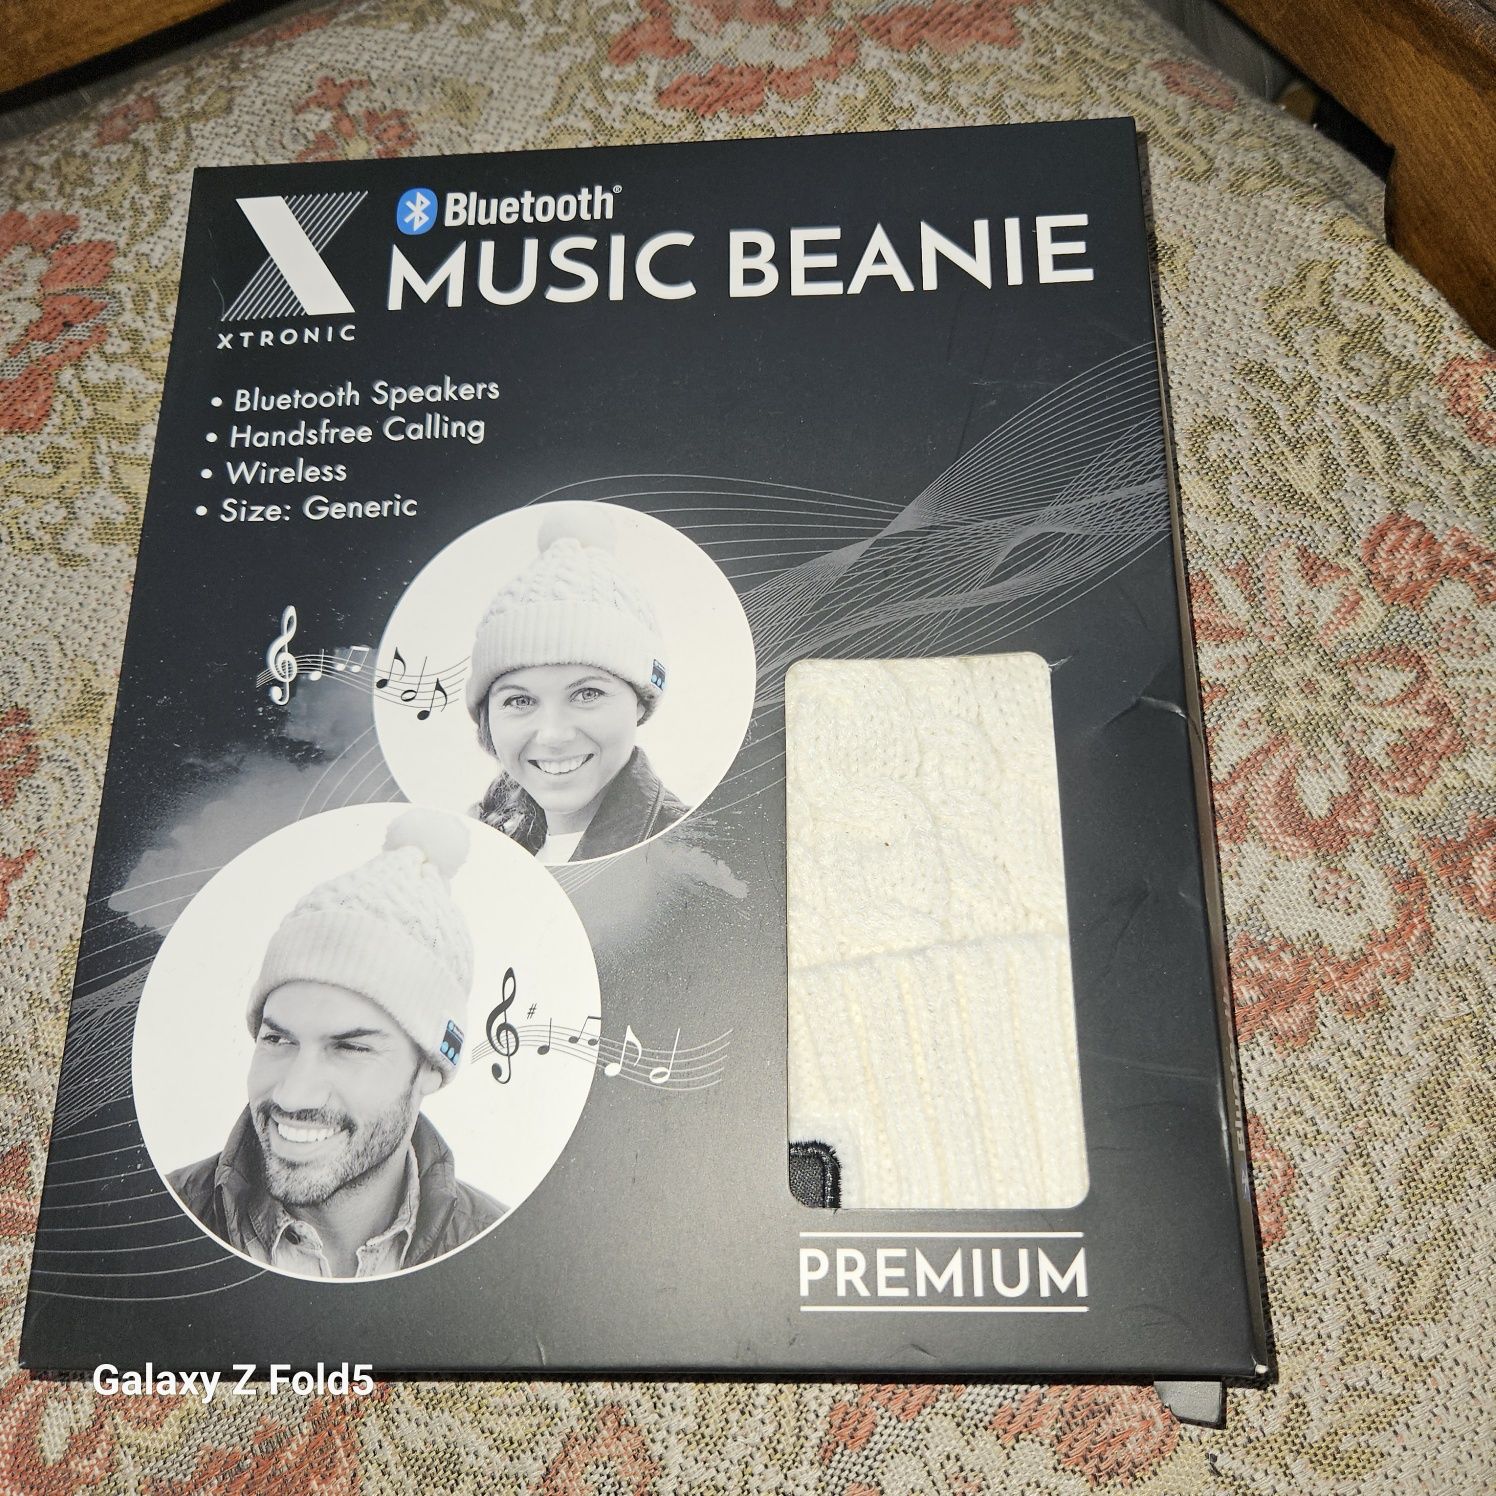 Bluetooth®
MUSIC BEANIE
XTRONIC
• Bluetooth Speakers
• Handsfree Calling
• Wireless
• Size: Generic
PREMIUM
Galaxy Z Fold5